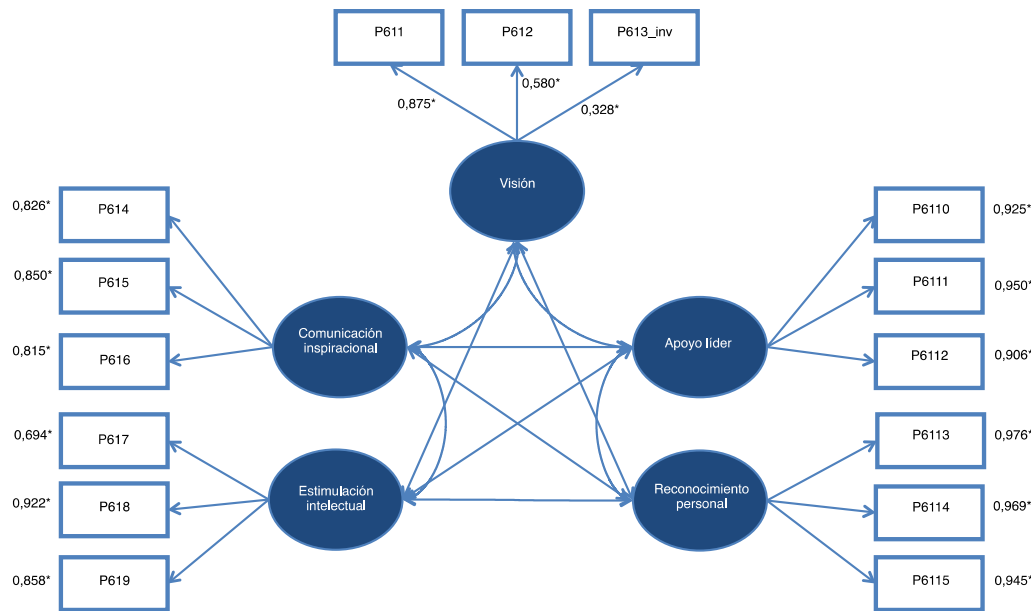 P611
P612
P613_inv
0,875*
0,580*
0,328*
Visión
0,826*
P614
0,850*
P615
0,815*
P616
Comunicación
inspiracional
Apoyo líder
P6110
0,925*
P6111
0,950*
P6112
0,906*
0,694*
P617
0,922*
P618
0,858*
P619
Estimulación
intelectual
Reconocimiento
personal
P6113
0,976*
P6114
0,969*
P6115
0,945*